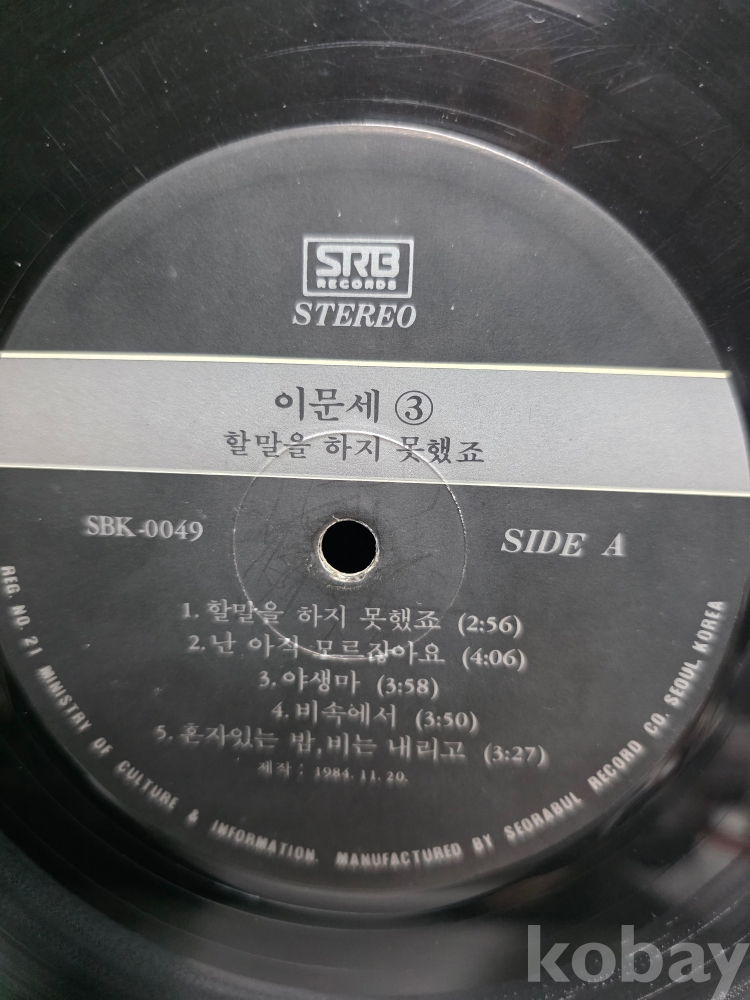 SRB
RECORDS
STEREO
이문세 ③
할말을 하지 못했죠
SBK-0049
SIDE A
1. 할말을 하지 못했죠 (2:56)
2. 난 아직 모르잖아요 (4:06)
3. 야생마 (3:58)
4. 비속에서 (3:50)
5. 혼자있는 밤, 비는 내리고 (3:27)
제작 : 1984. 11. 20.
REG. NO. 21 MINISTRY OF CULTURE & INFORMATION. MANUFACTURED BY SEORABUL RECORD CO. SEOUL KOREA
kobay